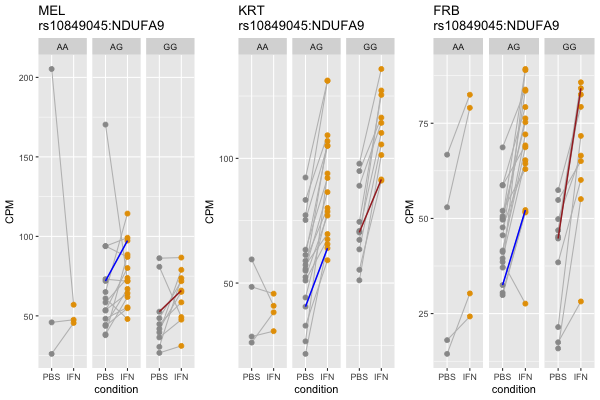 MEL
rs10849045:NDUFA9
AA AG GG
CPM
200
150
100
50
PBS IFN PBS IFN PBS IFN
condition
KRT
rs10849045:NDUFA9
AA AG GG
CPM
100
50
PBS IFN PBS IFN PBS IFN
condition
FRB
rs10849045:NDUFA9
AA AG GG
CPM
75
50
25
PBS IFN PBS IFN PBS IFN
condition